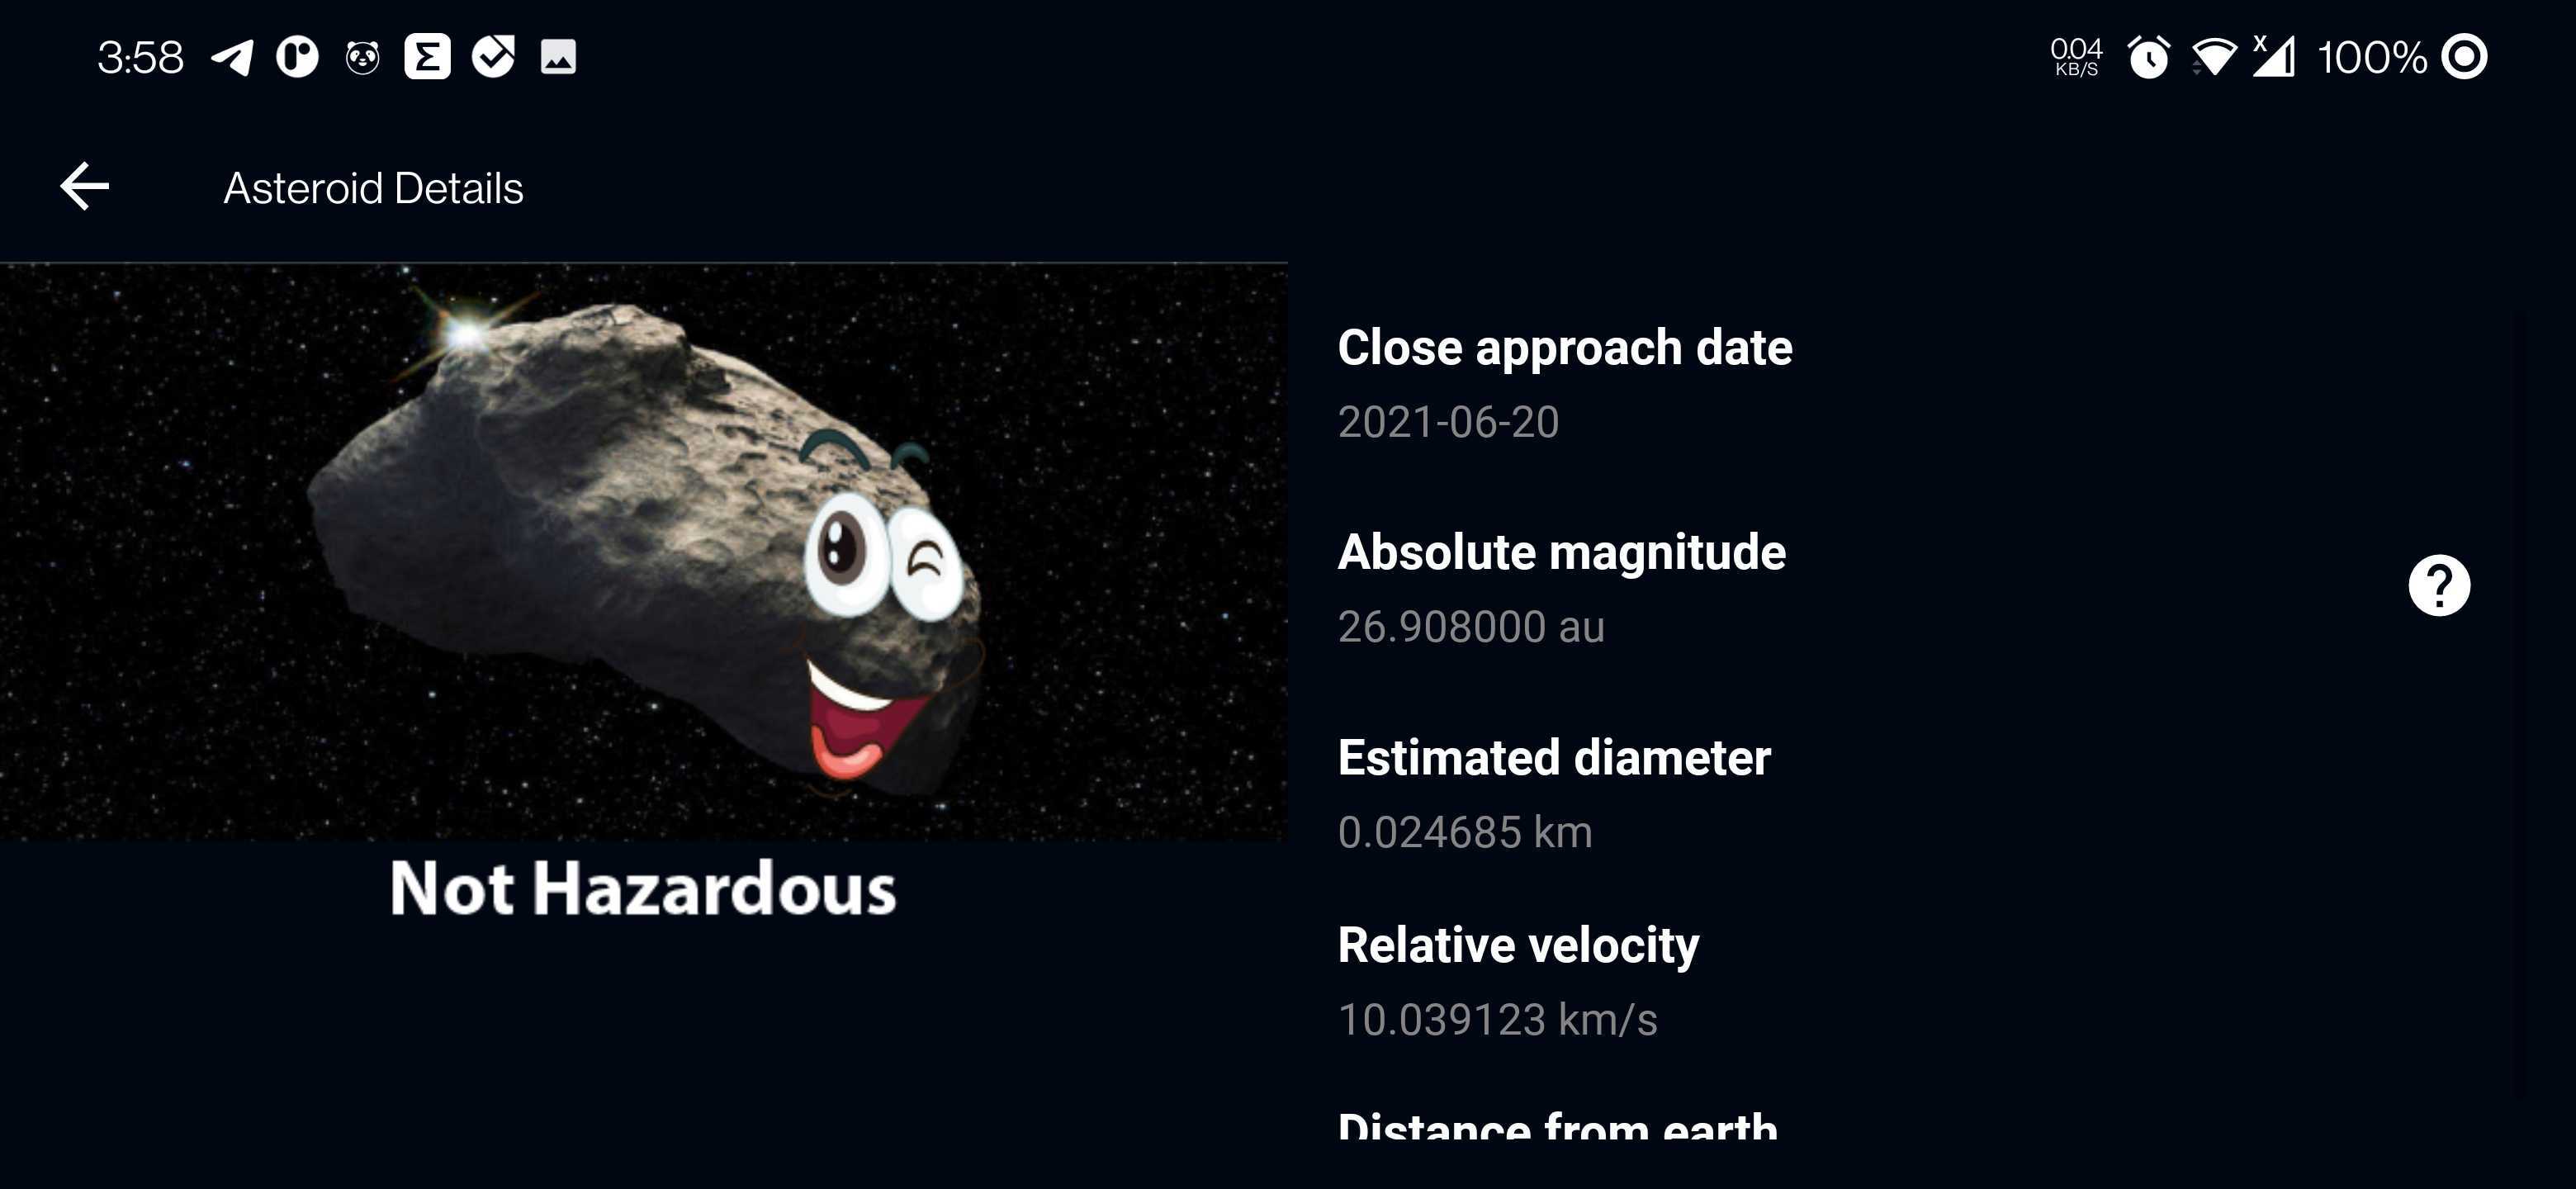 3:58
0.04
KB/S
100%
Asteroid Details
Close approach date
2021-06-20
Absolute magnitude
26.908000 au
Estimated diameter
0.024685 km
Relative velocity
10.039123 km/s
Distance from earth
Not Hazardous